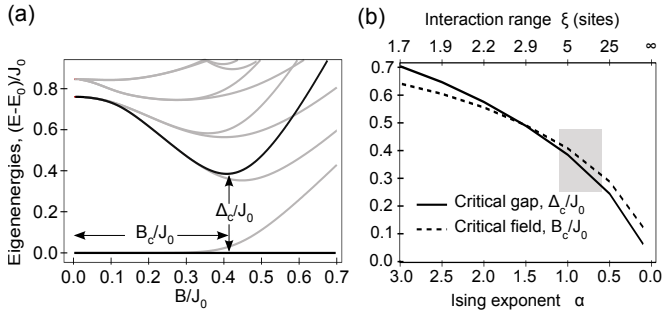 (a)
Eigenenergies, (E-E₀)/J₀
0.8
0.6
0.4
0.2
0.0
B_c/J₀
Δ_c/J₀
0.0 0.1 0.2 0.3 0.4 0.5 0.6 0.7
B/J₀
(b)
Interaction range ξ (sites)
1.7 1.9 2.2 2.9 5 25 ∞
0.7
0.6
0.5
0.4
0.3
0.2
0.1
0.0
Critical gap, Δ_c/J₀
Critical field, B_c/J₀
3.0 2.5 2.0 1.5 1.0 0.5 0.0
Ising exponent α